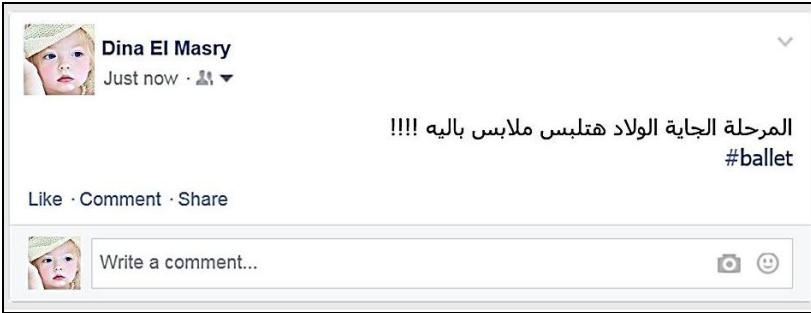 Dina El Masry
Just now ·
المرحلة الجاية الولاد هتلبس ملابس باليه !!!!
#ballet
Like · Comment · Share
Write a comment...